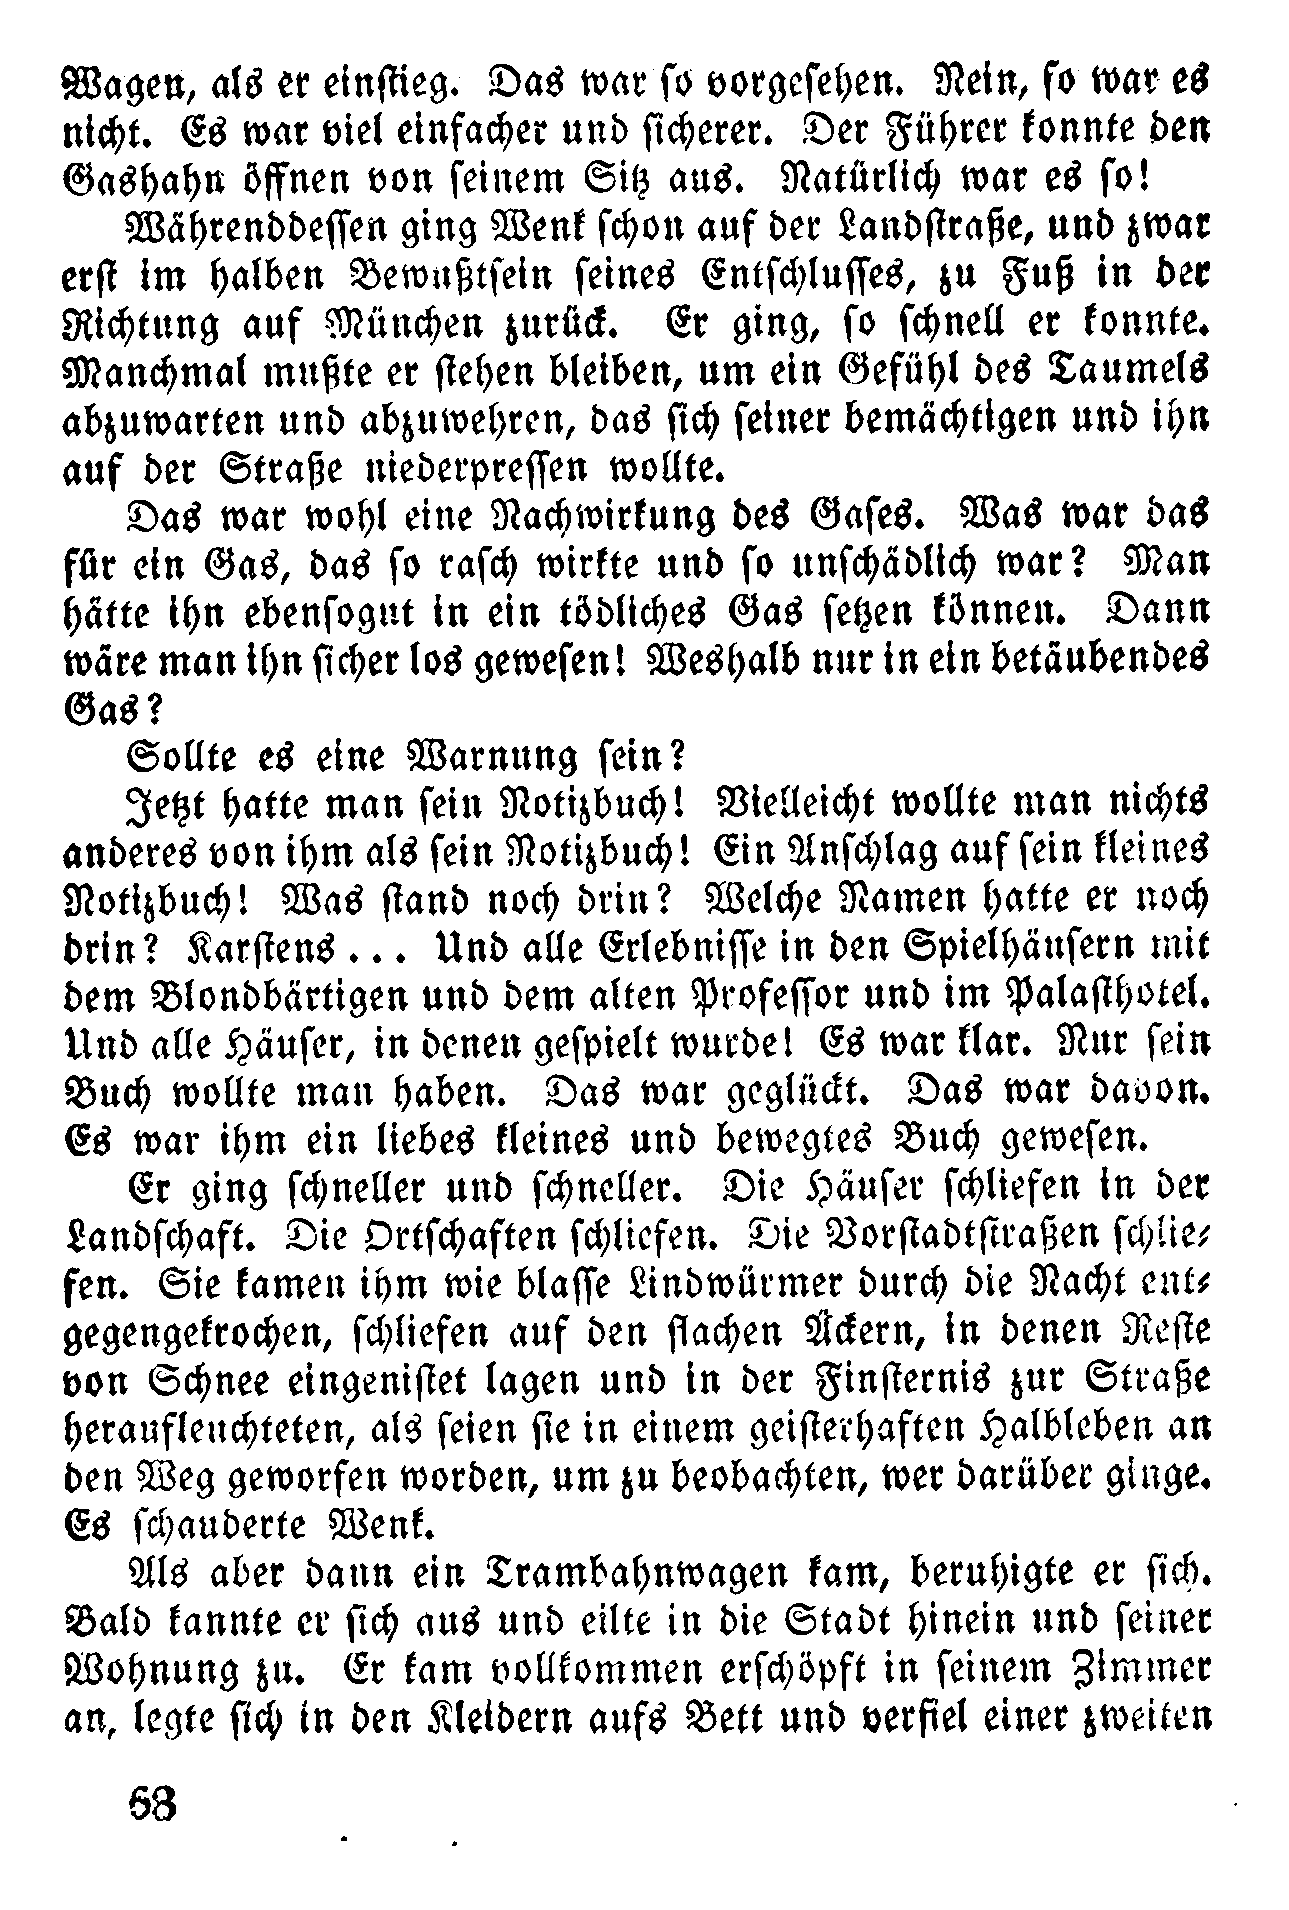 Wagen, als er einstieg. Das war so vorgesehen. Nein, so war es
nicht. Es war viel einfacher und sicherer. Der Führer konnte den
Gashahn öffnen von seinem Sitz aus. Natürlich war es so!
Währenddessen ging Wenk schon auf der Landstraße, und zwar
erst im halben Bewußtsein seines Entschlusses, zu Fuß in der
Richtung auf München zurück. Er ging, so schnell er konnte.
Manchmal mußte er stehen bleiben, um ein Gefühl des Taumels
abzuwarten und abzuwehren, das sich seiner bemächtigen und ihn
auf der Straße niederpressen wollte.
Das war wohl eine Nachwirkung des Gases. Was war das
für ein Gas, das so rasch wirkte und so unschädlich war? Man
hätte ihn ebensogut in ein tödliches Gas setzen können. Dann
wäre man ihn sicher los gewesen! Weshalb nur in ein betäubendes
Gas?
Sollte es eine Warnung sein?
Jetzt hatte man sein Notizbuch! Vielleicht wollte man nichts
anderes von ihm als sein Notizbuch! Ein Anschlag auf sein kleines
Notizbuch! Was stand noch drin? Welche Namen hatte er noch
drin? Karstens ... Und alle Erlebnisse in den Spielhäusern mit
dem Blondbärtigen und dem alten Professor und im Palasthotel.
Und alle Häuser, in denen gespielt wurde! Es war klar. Nur sein
Buch wollte man haben. Das war geglückt. Das war davon.
Es war ihm ein liebes kleines und bewegtes Buch gewesen.
Er ging schneller und schneller. Die Häuser schliefen in der
Landschaft. Die Ortschaften schliefen. Die Vorstadtstraßen schlie-
fen. Sie kamen ihm wie blasse Lindwürmer durch die Nacht ent-
gegengekrochen, schliefen auf den flachen Äckern, in denen Reste
von Schnee eingenistet lagen und in der Finsternis zur Straße
heraufleuchteten, als seien sie in einem geisterhaften Halbleben an
den Weg geworfen worden, um zu beobachten, wer darüber ginge.
Es schauderte Wenk.
Als aber dann ein Trambahnwagen kam, beruhigte er sich.
Bald kannte er sich aus und eilte in die Stadt hinein und seiner
Wohnung zu. Er kam vollkommen erschöpft in seinem Zimmer
an, legte sich in den Kleidern aufs Bett und verfiel einer zweiten
68